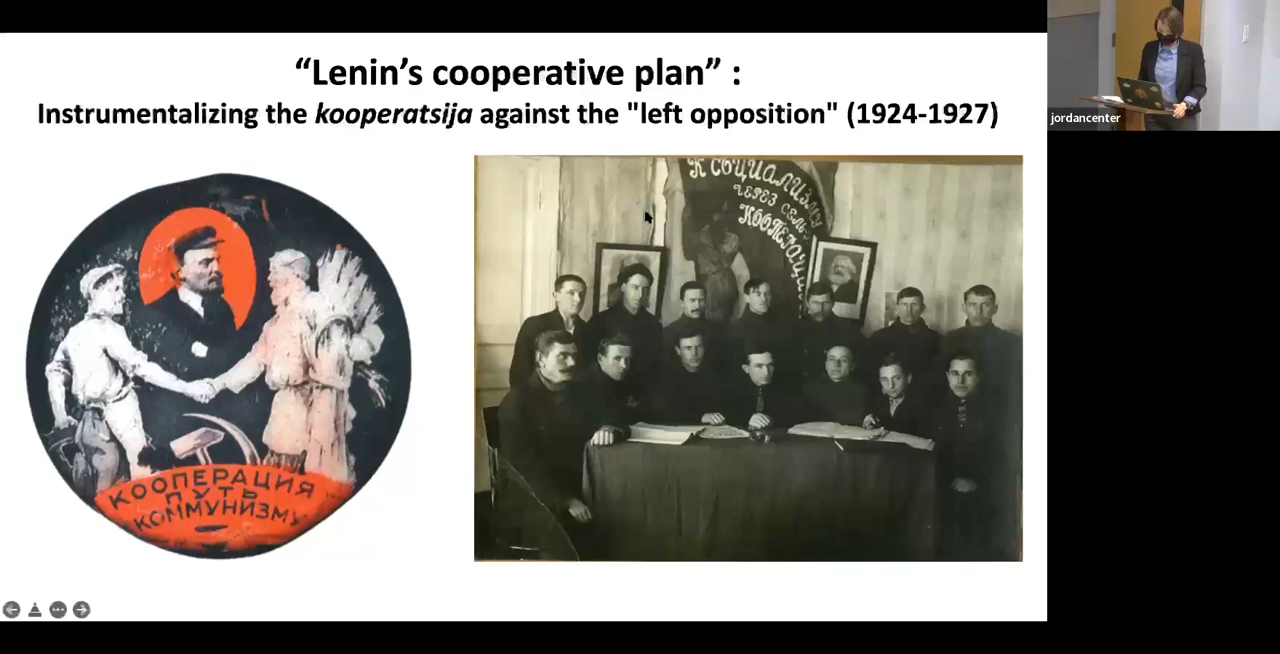 “Lenin’s cooperative plan” :
Instrumentalizing the kooperatsija against the "left opposition" (1924-1927)
jordancenter
К СОЦИАЛИЗМУ
ЧЕРЕЗ СЕЛЬ-
КООПЕРАЦИЮ
КООПЕРАЦИЯ
ПУТЬ
КОММУНИЗМУ